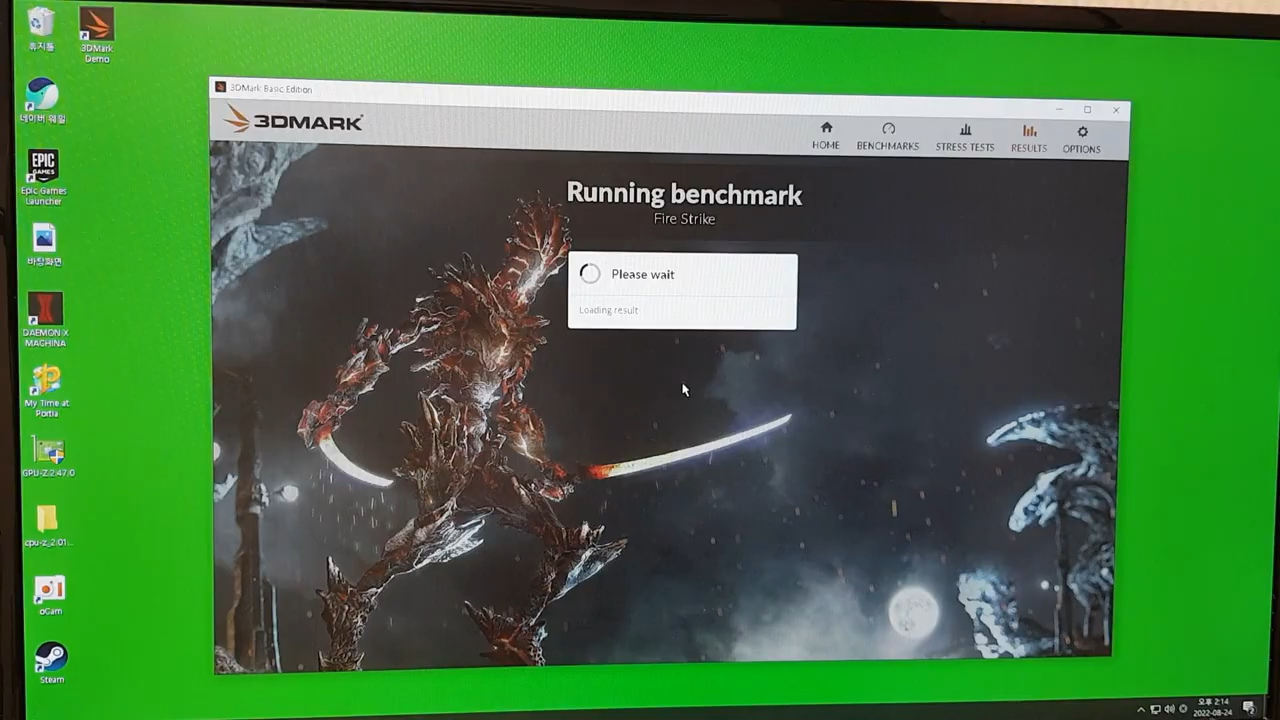 휴지통
3DMark
Demo
네이버 웨일
EPIC
GAMES
Epic Games
Launcher
바탕화면
DAEMON X
MACHINA
My Time at
Portia
GPU-Z.2.47.0
cpu-z_2.01...
oCam
Steam
3DMark Basic Edition
3DMARK
HOME
BENCHMARKS
STRESS TESTS
RESULTS
OPTIONS
Running benchmark
Fire Strike
Please wait
Loading result
오후 2:14
2022-08-24